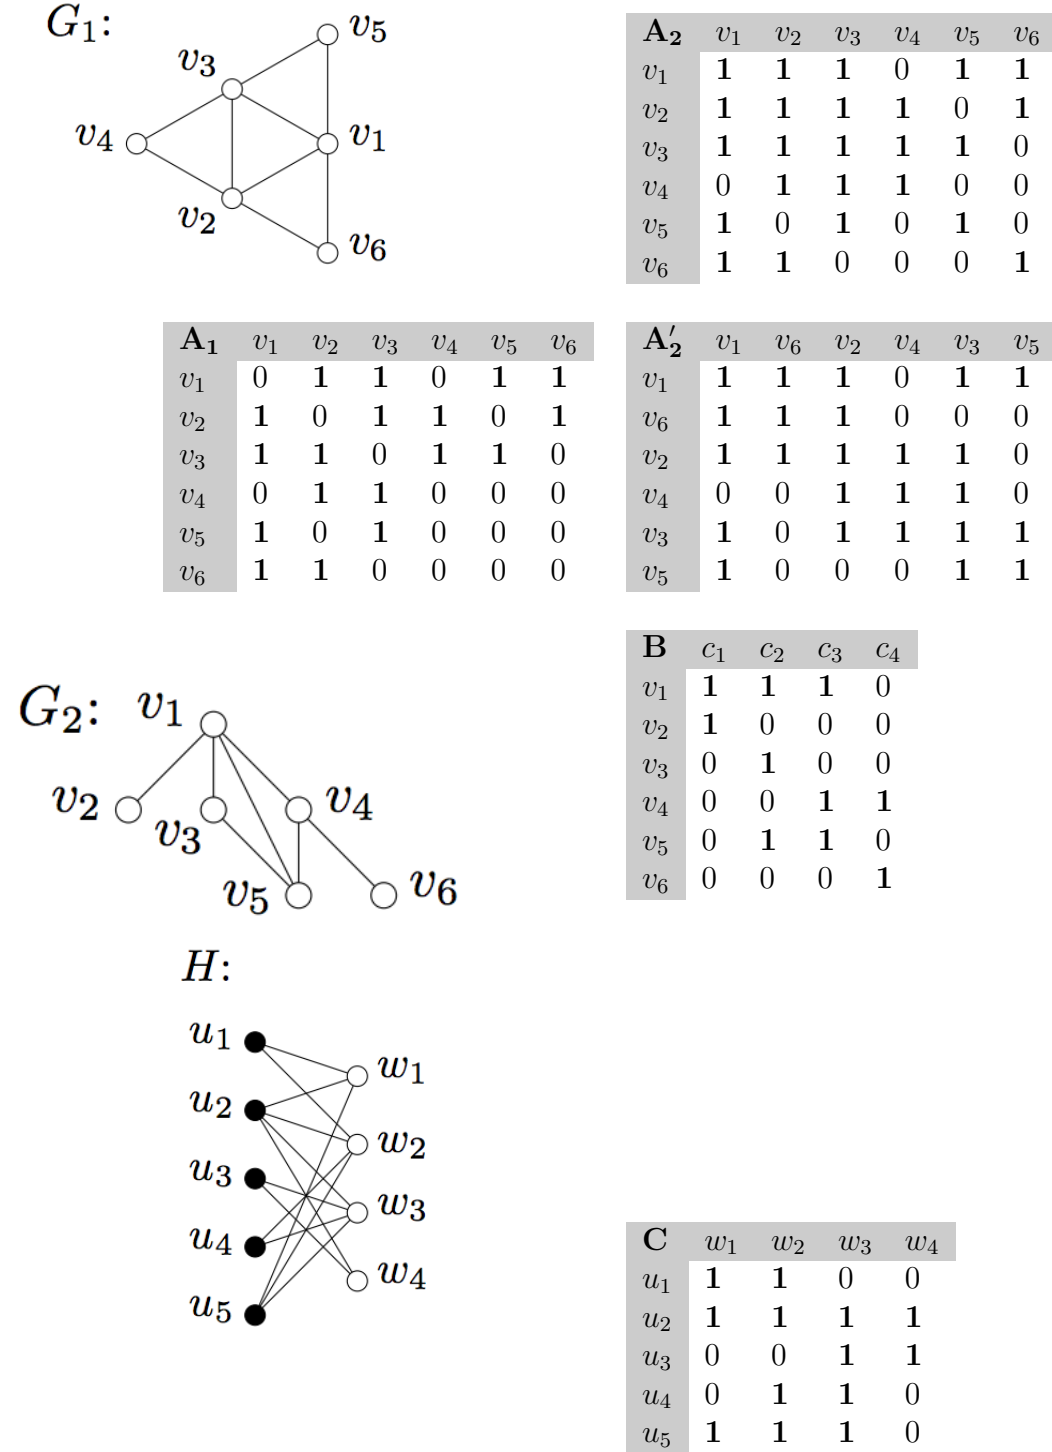 G₁:
v₅
v₃
v₄
v₁
v₂
v₆
A₂ v₁ v₂ v₃ v₄ v₅ v₆
v₁ 1 1 1 0 1 1
v₂ 1 1 1 1 0 1
v₃ 1 1 1 1 1 0
v₄ 0 1 1 1 0 0
v₅ 1 0 1 0 1 0
v₆ 1 1 0 0 0 1
A₁ v₁ v₂ v₃ v₄ v₅ v₆
v₁ 0 1 1 0 1 1
v₂ 1 0 1 1 0 1
v₃ 1 1 0 1 1 0
v₄ 0 1 1 0 0 0
v₅ 1 0 1 0 0 0
v₆ 1 1 0 0 0 0
A′₂ v₁ v₆ v₂ v₄ v₃ v₅
v₁ 1 1 1 0 1 1
v₆ 1 1 1 0 0 0
v₂ 1 1 1 1 1 0
v₄ 0 0 1 1 1 0
v₃ 1 0 1 1 1 1
v₅ 1 0 0 0 1 1
G₂:
v₁
v₂
v₃
v₄
v₅
v₆
B c₁ c₂ c₃ c₄
v₁ 1 1 1 0
v₂ 1 0 0 0
v₃ 0 1 0 0
v₄ 0 0 1 1
v₅ 0 1 1 0
v₆ 0 0 0 1
H:
u₁
w₁
u₂
w₂
u₃
w₃
u₄
w₄
u₅
C w₁ w₂ w₃ w₄
u₁ 1 1 0 0
u₂ 1 1 1 1
u₃ 0 0 1 1
u₄ 0 1 1 0
u₅ 1 1 1 0